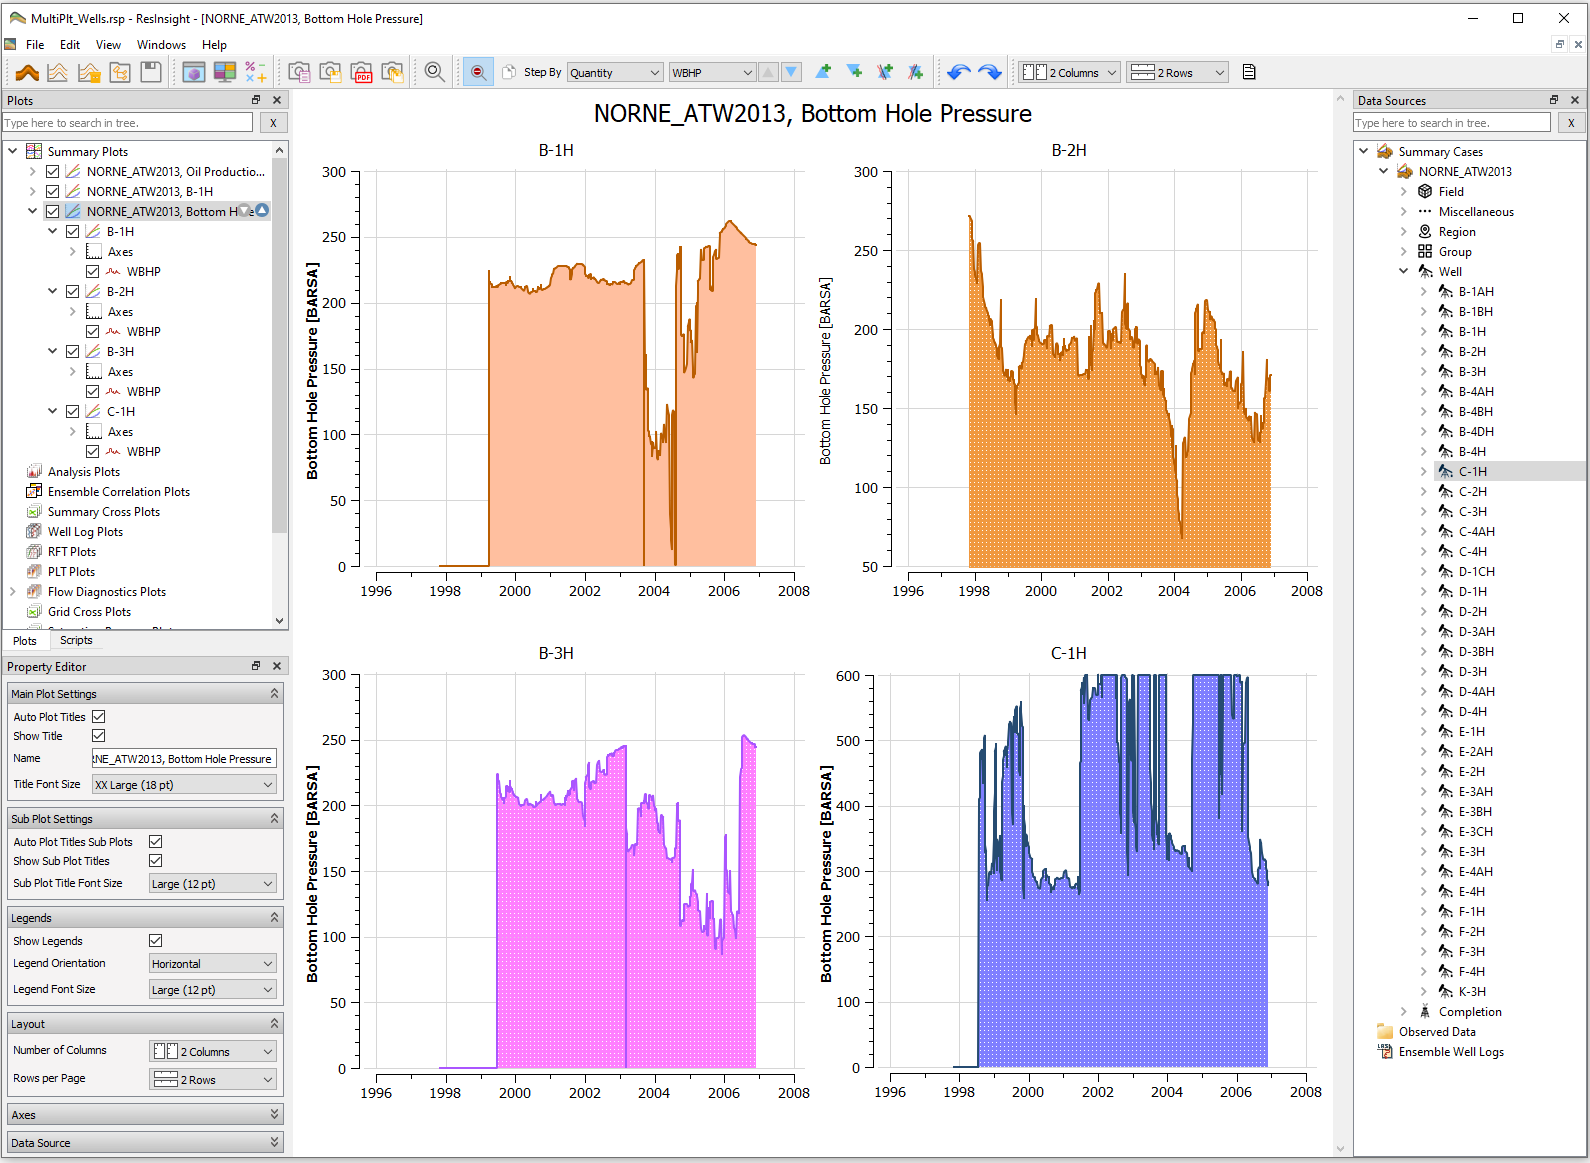 MultiPlt_Wells.rsp - ResInsight - [NORNE_ATW2013, Bottom Hole Pressure]
File Edit View Windows Help
PDF Step By Quantity WBHP 2 Columns 2 Rows
Plots
Type here to search in tree. X
Summary Plots
NORNE_ATW2013, Oil Productio...
NORNE_ATW2013, B-1H
NORNE_ATW2013, Bottom H
B-1H
Axes
WBHP
B-2H
Axes
WBHP
B-3H
Axes
WBHP
C-1H
Axes
WBHP
Analysis Plots
Ensemble Correlation Plots
Summary Cross Plots
Well Log Plots
RFT Plots
PLT Plots
Flow Diagnostics Plots
Grid Cross Plots
Plots Scripts
Property Editor
Main Plot Settings
Auto Plot Titles
Show Title
Name RNE_ATW2013, Bottom Hole Pressure
Title Font Size XX Large (18 pt)
Sub Plot Settings
Auto Plot Titles Sub Plots
Show Sub Plot Titles
Sub Plot Title Font Size Large (12 pt)
Legends
Show Legends
Legend Orientation Horizontal
Legend Font Size Large (12 pt)
Layout
Number of Columns 2 Columns
Rows per Page 2 Rows
Axes
Data Source
NORNE_ATW2013, Bottom Hole Pressure
B-1H
Bottom Hole Pressure [BARSA]
300
250
200
150
100
50
0
1996 1998 2000 2002 2004 2006 2008
B-2H
Bottom Hole Pressure [BARSA]
300
250
200
150
100
50
1996 1998 2000 2002 2004 2006 2008
B-3H
Bottom Hole Pressure [BARSA]
300
250
200
150
100
50
0
1996 1998 2000 2002 2004 2006 2008
C-1H
Bottom Hole Pressure [BARSA]
600
500
400
300
200
100
0
1996 1998 2000 2002 2004 2006 2008
Data Sources
Type here to search in tree. X
Summary Cases
NORNE_ATW2013
Field
Miscellaneous
Region
Group
Well
B-1AH
B-1BH
B-1H
B-2H
B-3H
B-4AH
B-4BH
B-4DH
B-4H
C-1H
C-2H
C-3H
C-4AH
C-4H
D-1CH
D-1H
D-2H
D-3AH
D-3BH
D-3H
D-4AH
D-4H
E-1H
E-2AH
E-2H
E-3AH
E-3BH
E-3CH
E-3H
E-4AH
E-4H
F-1H
F-2H
F-3H
F-4H
K-3H
Completion
Observed Data
Ensemble Well Logs